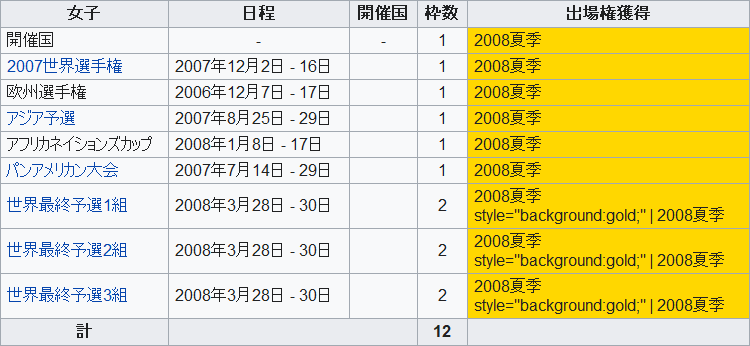 女子 日程 開催国 枠数 出場権獲得
開催国 - - 1 2008夏季
2007世界選手権 2007年12月2日 - 16日 1 2008夏季
欧州選手権 2006年12月7日 - 17日 1 2008夏季
アジア予選 2007年8月25日 - 29日 1 2008夏季
アフリカネイションズカップ 2008年1月8日 - 17日 1 2008夏季
パンアメリカン大会 2007年7月14日 - 29日 1 2008夏季
世界最終予選1組 2008年3月28日 - 30日 2 2008夏季
style="background:gold;" | 2008夏季
世界最終予選2組 2008年3月28日 - 30日 2 2008夏季
style="background:gold;" | 2008夏季
世界最終予選3組 2008年3月28日 - 30日 2 2008夏季
style="background:gold;" | 2008夏季
計 12